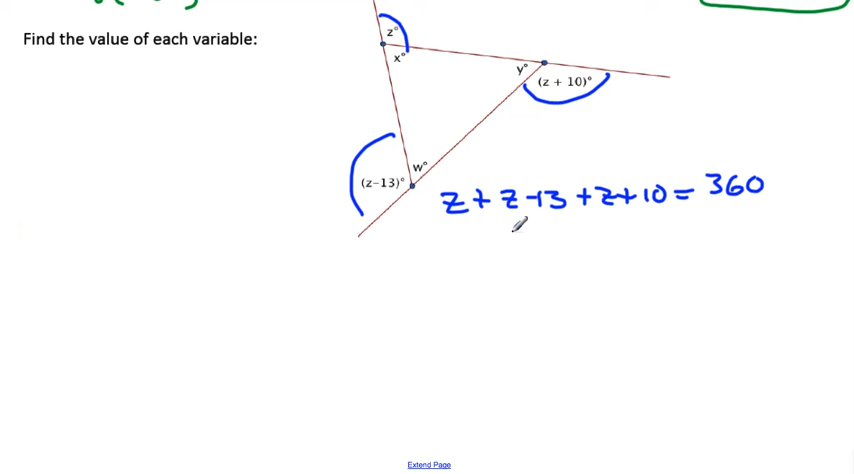 z°
Find the value of each variable:
x°
y°
(z + 10)°
w°
(z−13)°
z + z - 13 + z + 10 = 360
Extend Page